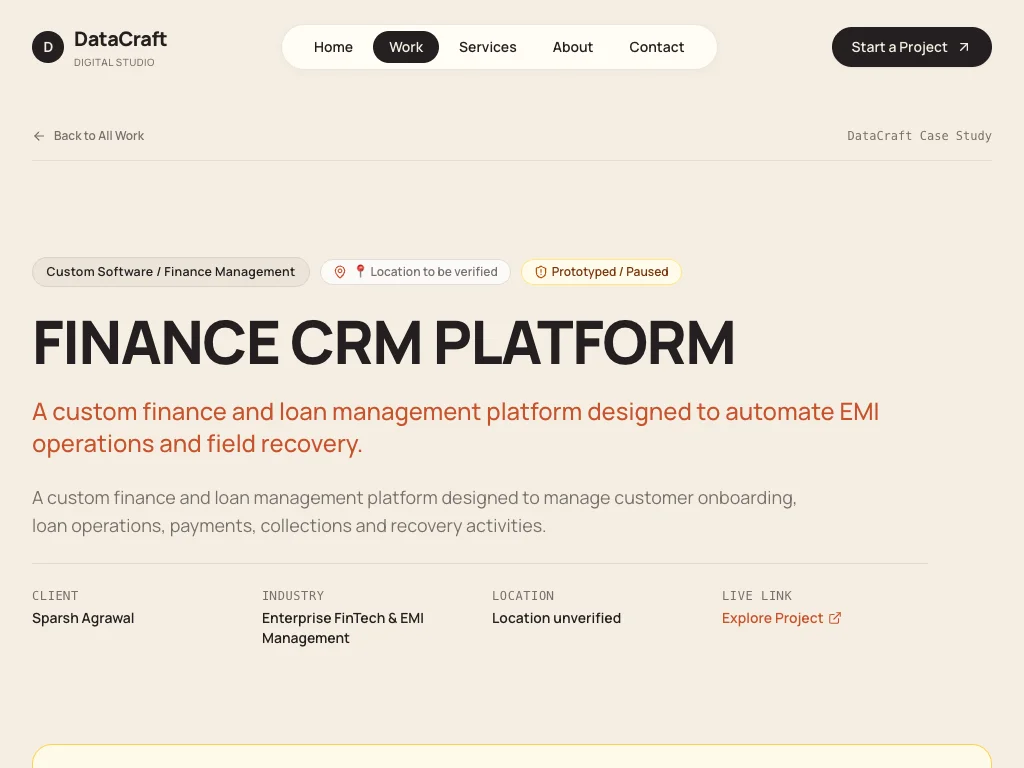 D
DataCraft
DIGITAL STUDIO
Home
Work
Services
About
Contact
Start a Project
Back to All Work
DataCraft Case Study
Custom Software / Finance Management
Location to be verified
Prototyped / Paused
FINANCE CRM PLATFORM
A custom finance and loan management platform designed to automate EMI
operations and field recovery.
A custom finance and loan management platform designed to manage customer onboarding,
loan operations, payments, collections and recovery activities.
CLIENT
Sparsh Agrawal
INDUSTRY
Enterprise FinTech & EMI
Management
LOCATION
Location unverified
LIVE LINK
Explore Project